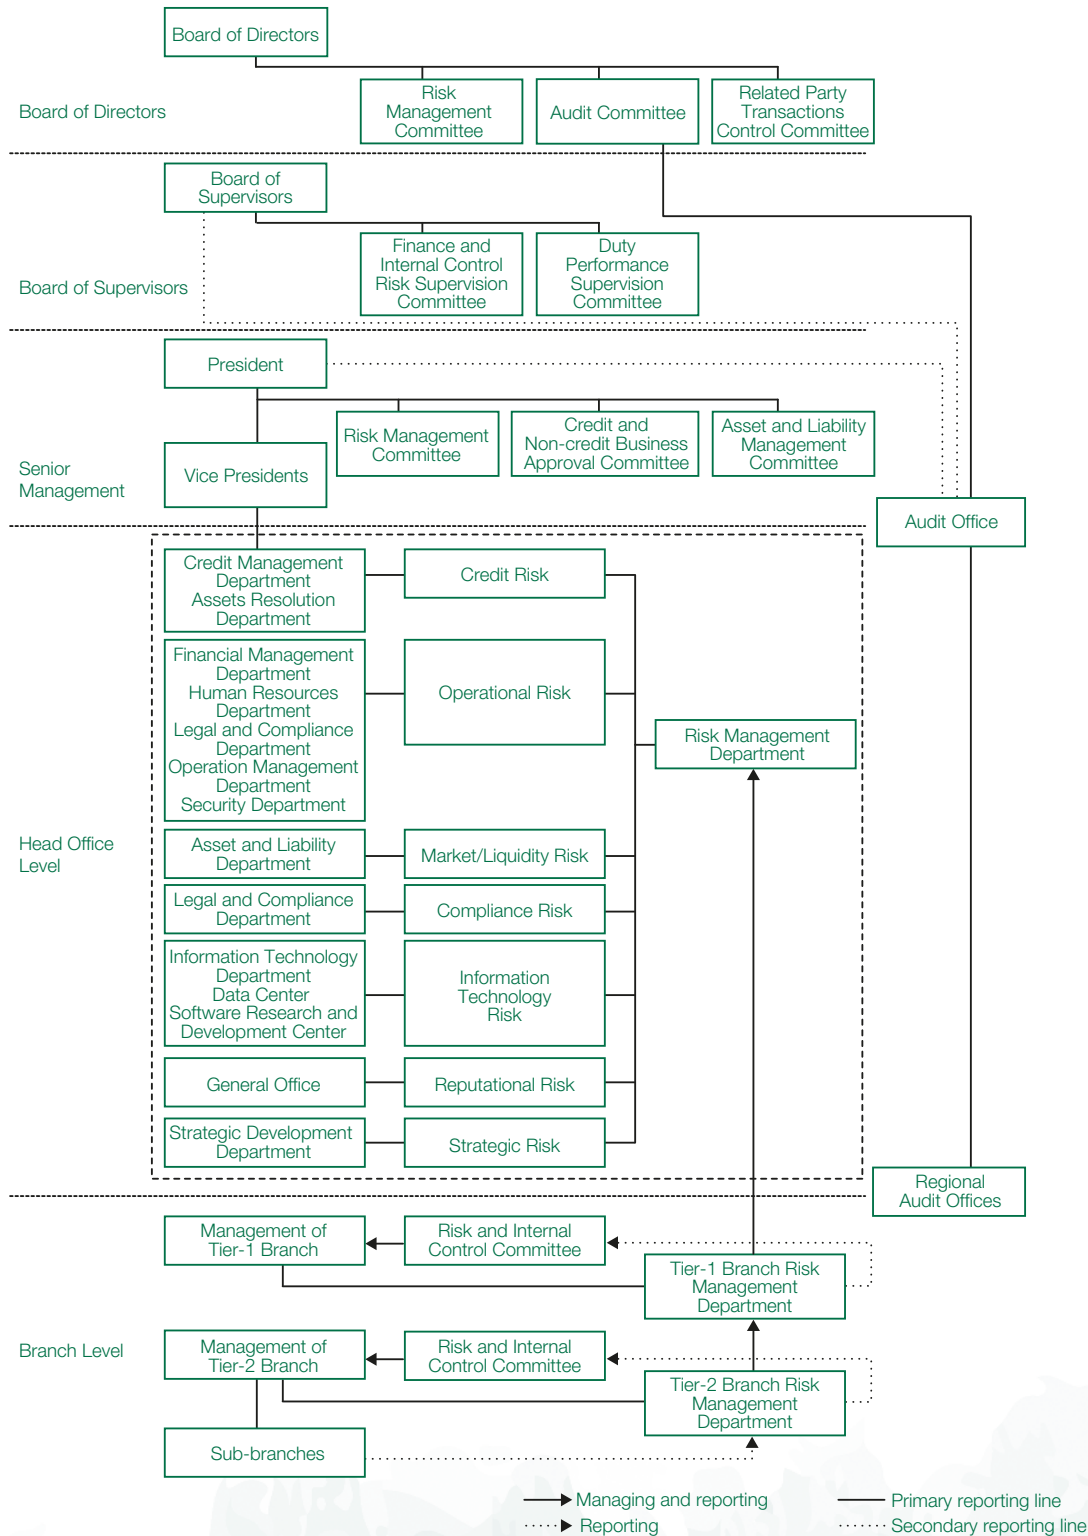 Board of Directors
Board of Directors
Risk
Management
Committee
Audit Committee
Related Party
Transactions
Control Committee
Board of
Supervisors
Board of Supervisors
Finance and
Internal Control
Risk Supervision
Committee
Duty
Performance
Supervision
Committee
President
Senior
Management
Vice Presidents
Risk Management
Committee
Credit and
Non-credit Business
Approval Committee
Asset and Liability
Management
Committee
Audit Office
Head Office
Level
Credit Management
Department
Assets Resolution
Department
Credit Risk
Financial Management
Department
Human Resources
Department
Legal and Compliance
Department
Operation Management
Department
Security Department
Operational Risk
Risk Management
Department
Asset and Liability
Department
Market/Liquidity Risk
Legal and Compliance
Department
Compliance Risk
Information Technology
Department
Data Center
Software Research and
Development Center
Information
Technology
Risk
General Office
Reputational Risk
Strategic Development
Department
Strategic Risk
Regional
Audit Offices
Branch Level
Management of
Tier-1 Branch
Risk and Internal
Control Committee
Tier-1 Branch Risk
Management
Department
Management of
Tier-2 Branch
Risk and Internal
Control Committee
Tier-2 Branch Risk
Management
Department
Sub-branches
Managing and reporting
Primary reporting line
Reporting
Secondary reporting line